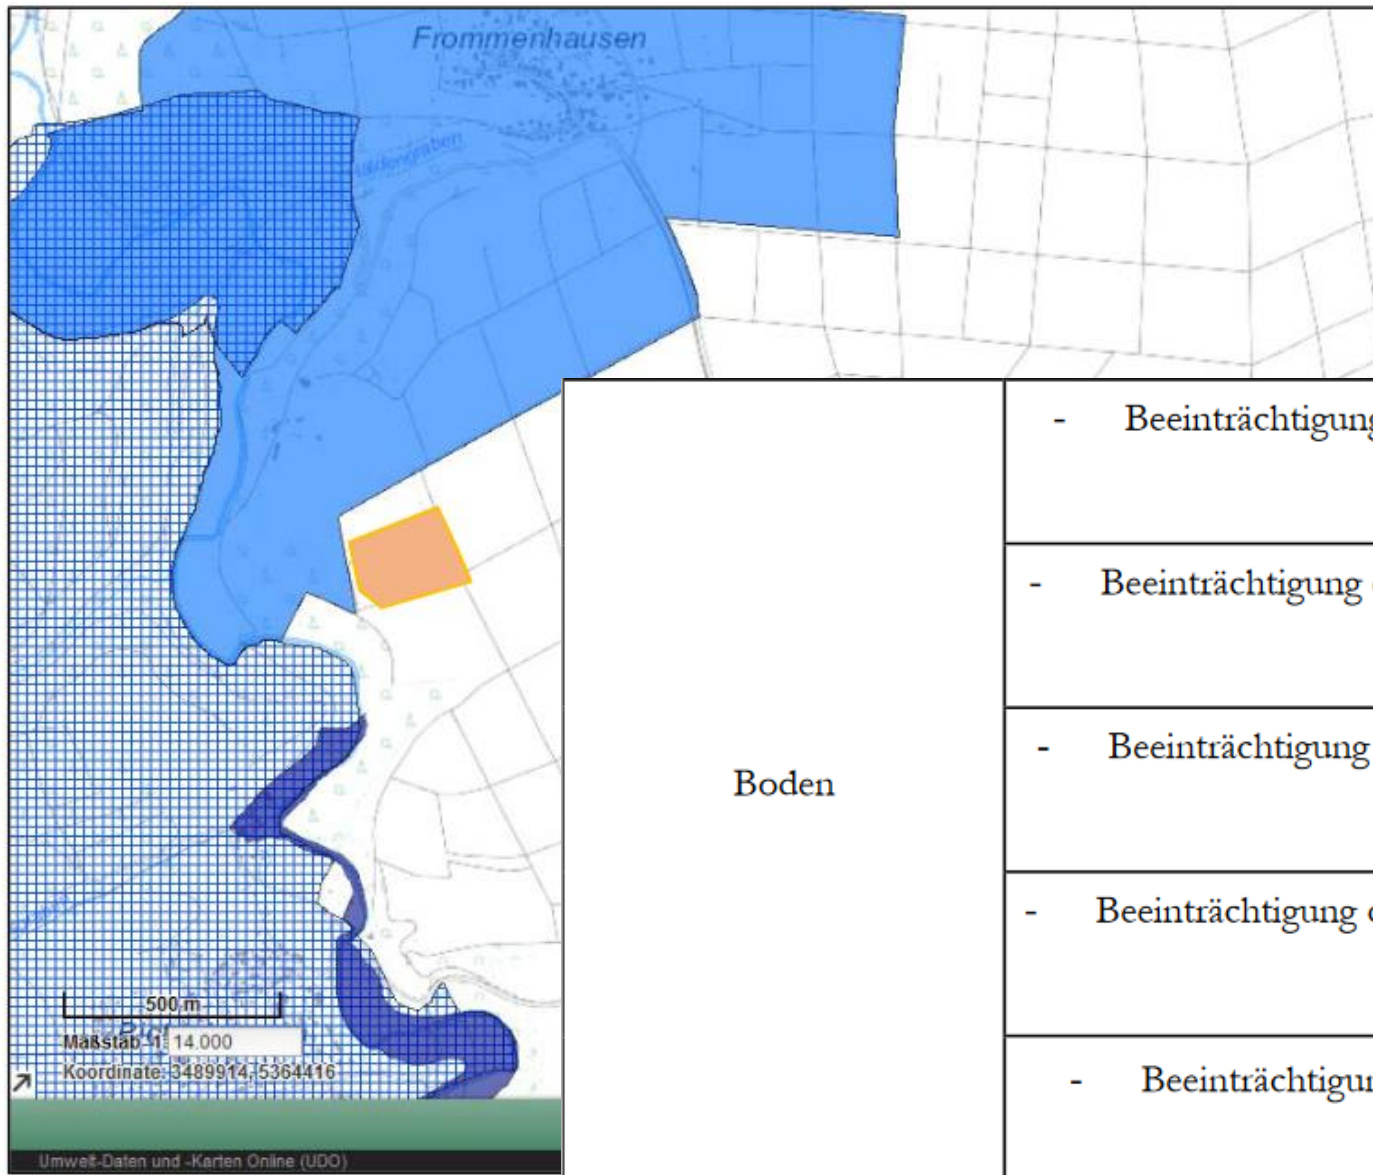 Frommenhausen
500 m
Maßstab 1: 14.000
Koordinate: 3489914, 5364416
Umwelt-Daten und -Karten Online (UDO)
Boden
- Beeinträchtigung
- Beeinträchtigung
- Beeinträchtigung
- Beeinträchtigung
- Beeinträchtigun